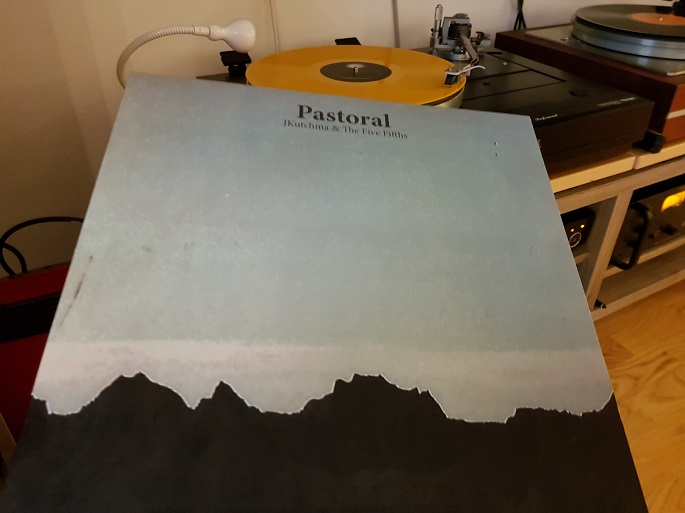 Pastoral
JKutchma & The Five Fifths